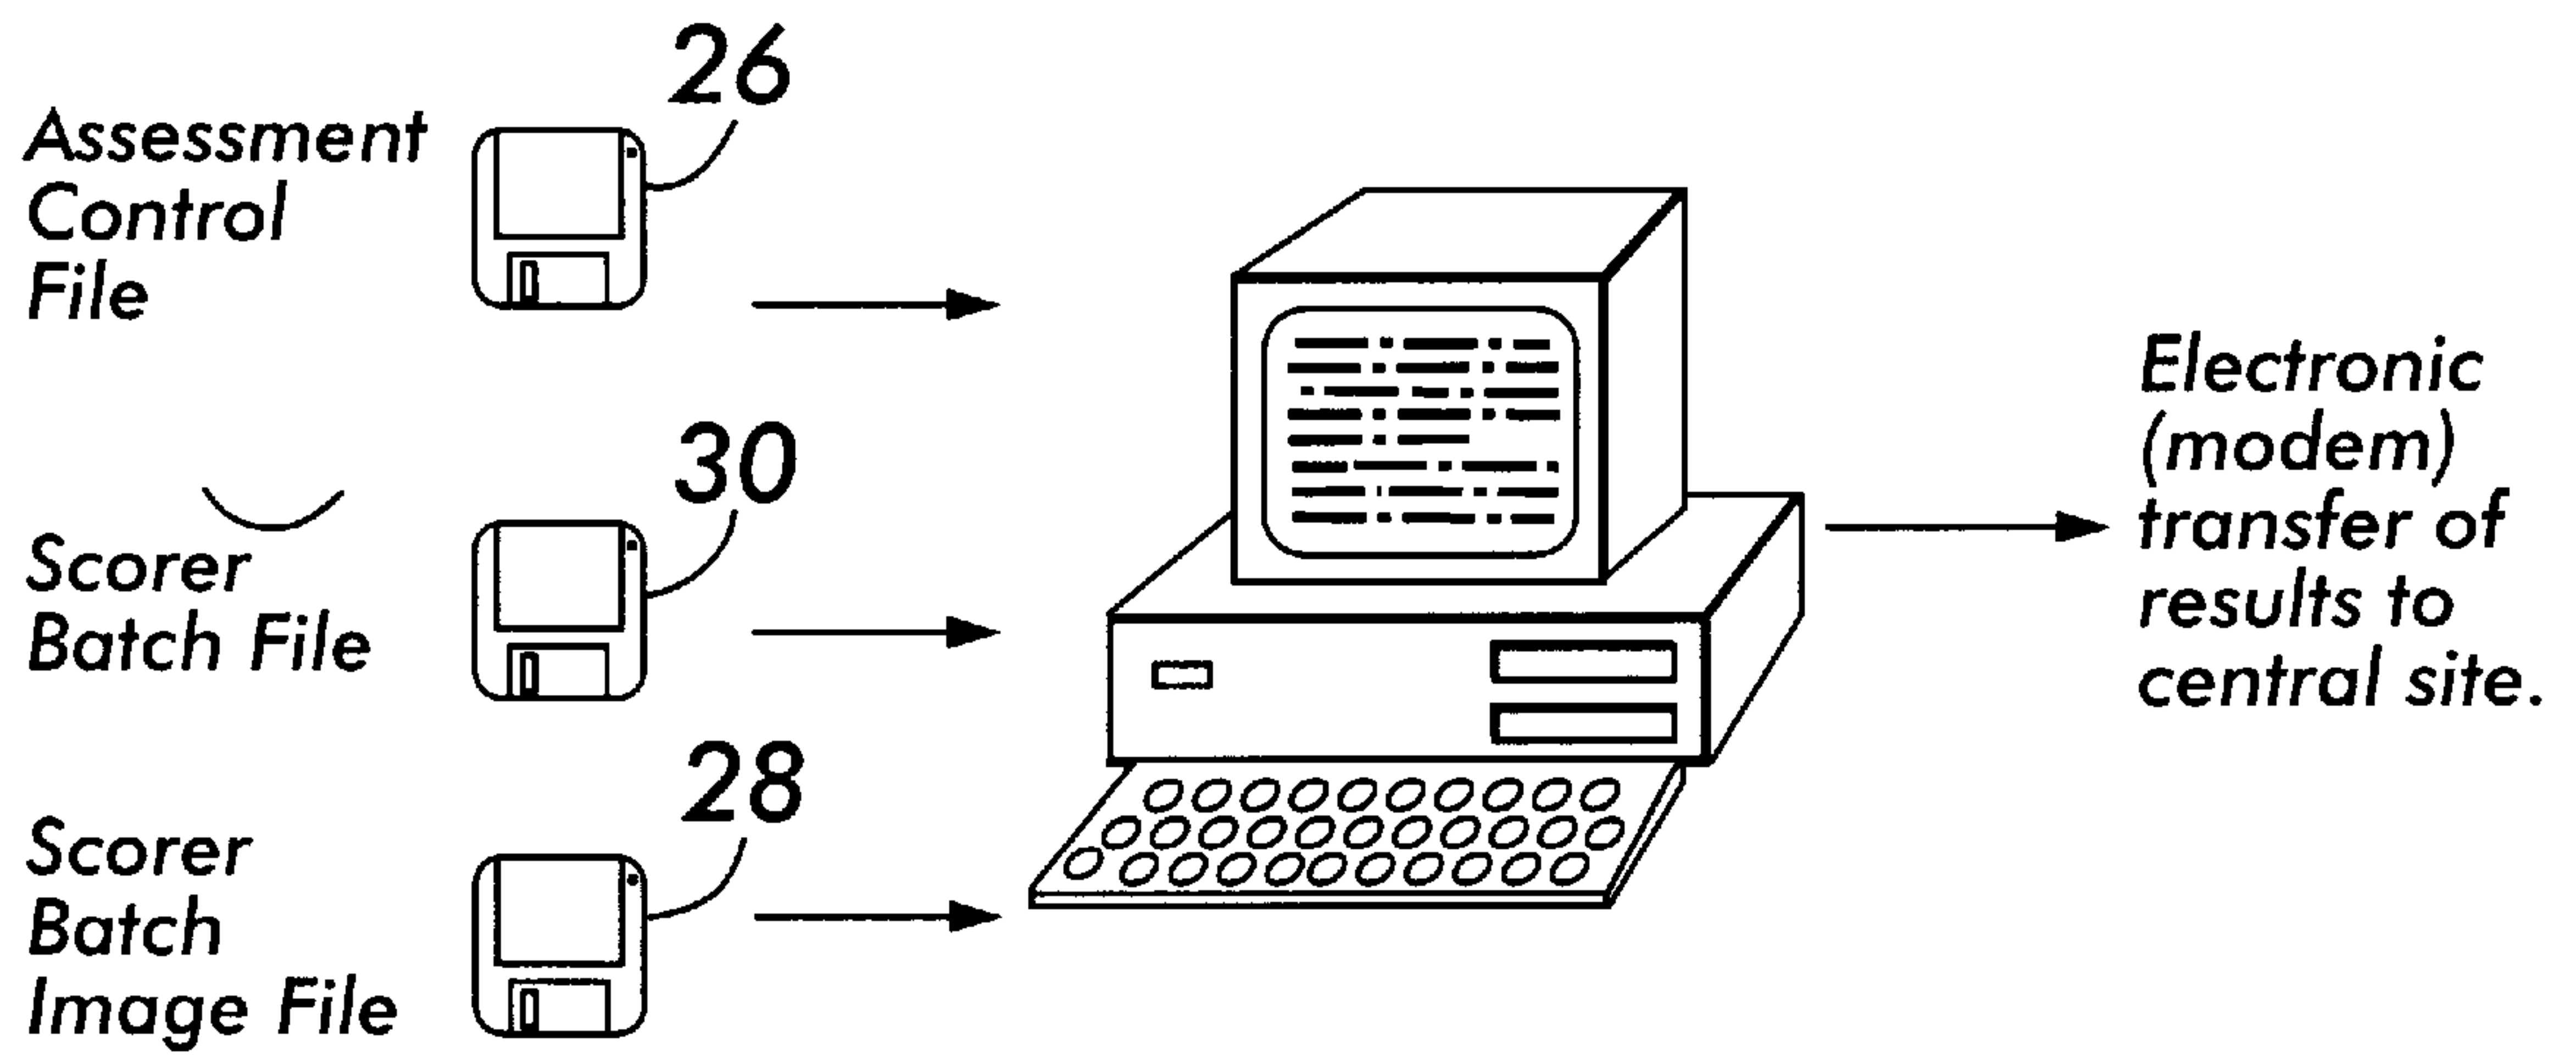 26
Assessment
Control
File
30
Scorer
Batch File
28
Scorer
Batch
Image File
Electronic
(modem)
transfer of
results to
central site.